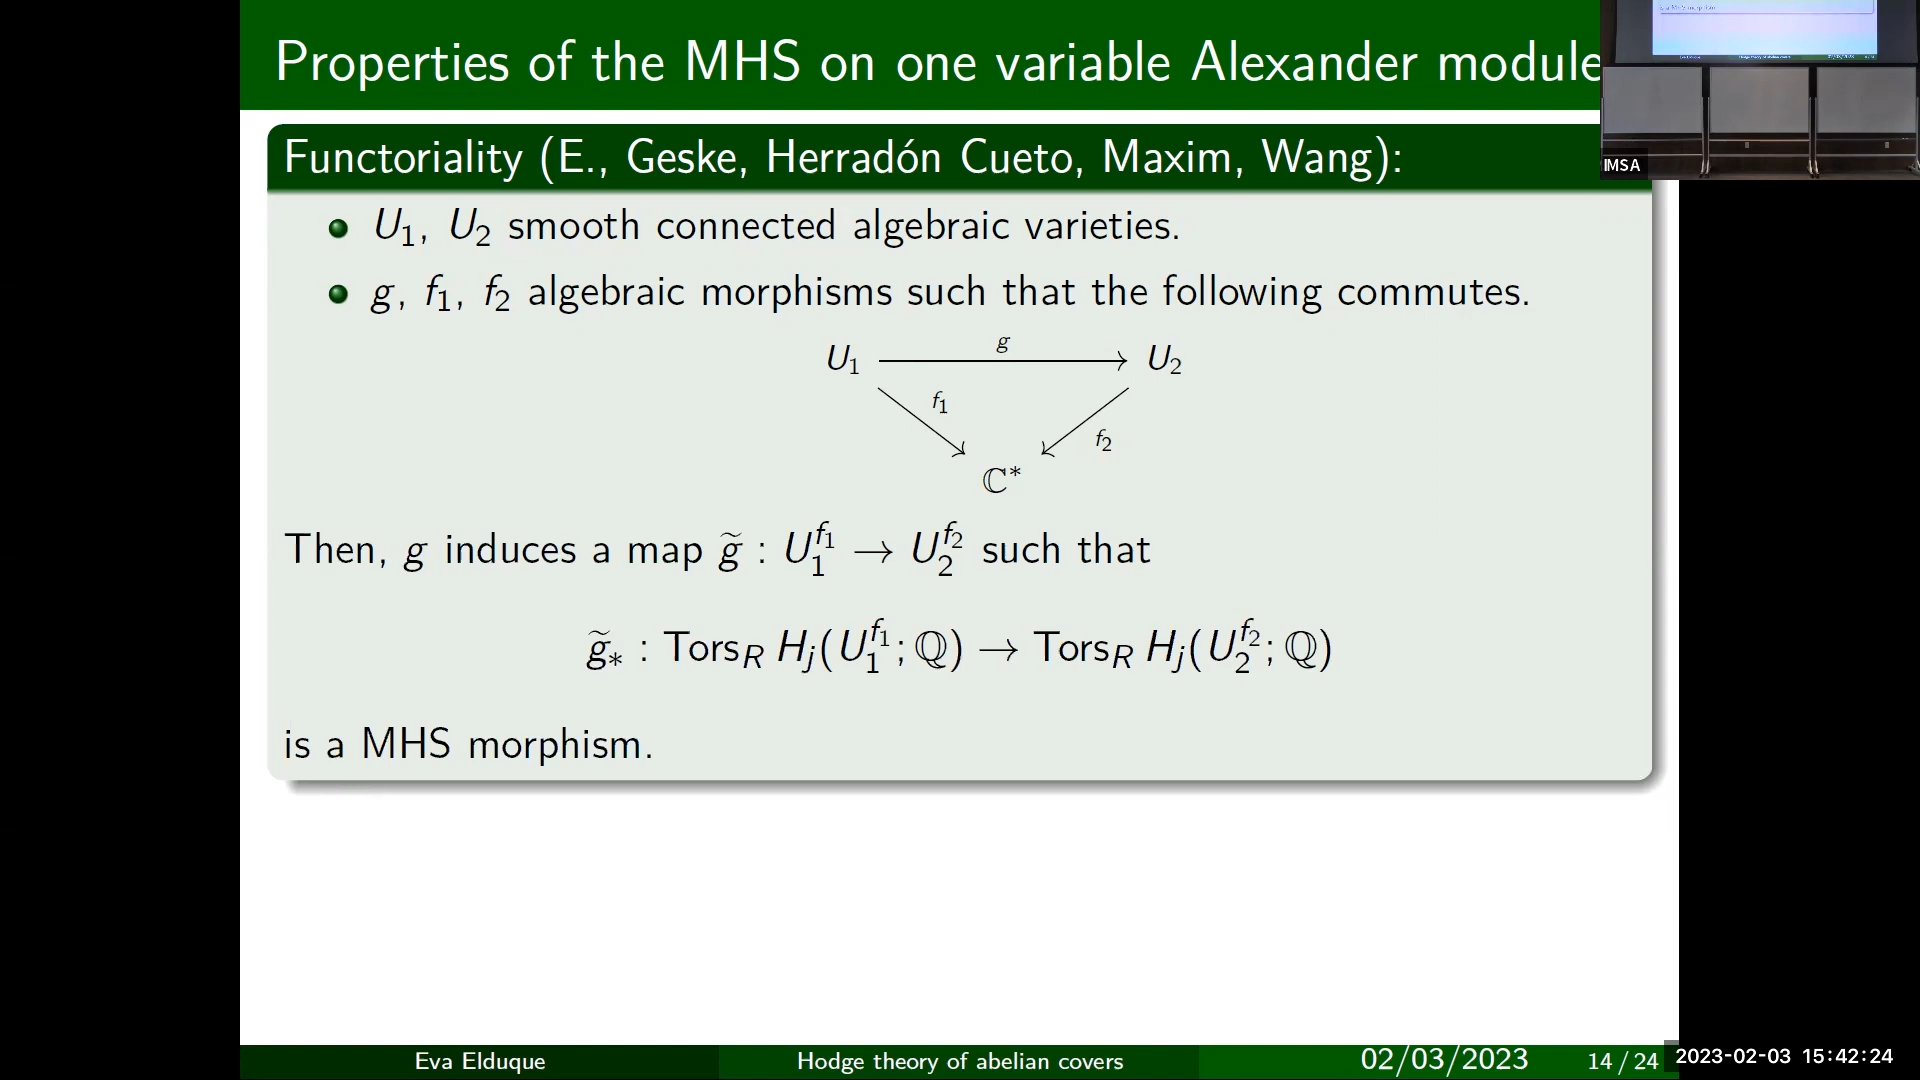 Properties of the MHS on one variable Alexander module
Functoriality (E., Geske, Herradón Cueto, Maxim, Wang):
U₁, U₂ smooth connected algebraic varieties.
g, f₁, f₂ algebraic morphisms such that the following commutes.
U₁ g U₂
f₁
f₂
ℂ*
Then, g induces a map g̃ : U₁^{f₁} → U₂^{f₂} such that
g̃_* : Tors_R H_j(U₁^{f₁}; ℚ) → Tors_R H_j(U₂^{f₂}; ℚ)
is a MHS morphism.
Eva Elduque Hodge theory of abelian covers 02/03/2023 14 / 24
IMSA
2023-02-03 15:42:24